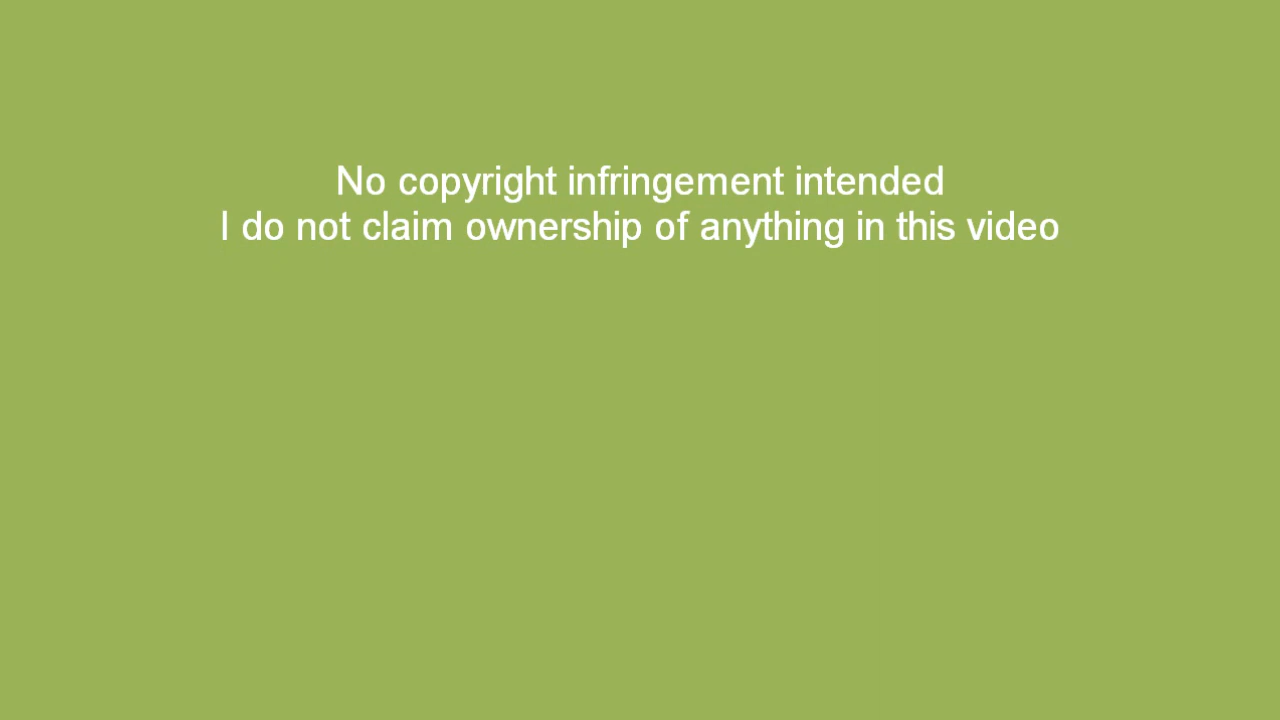 No copyright infringement intended
I do not claim ownership of anything in this video